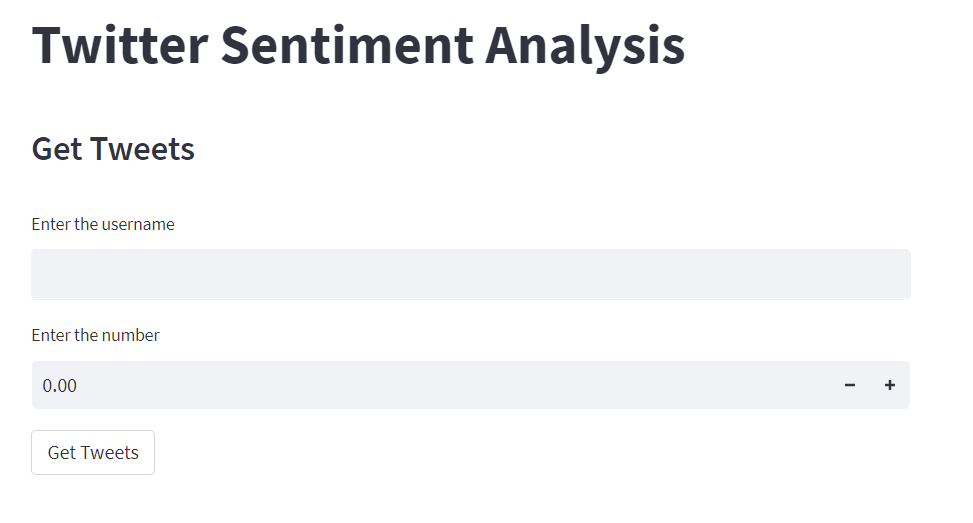 Twitter Sentiment Analysis
Get Tweets
Enter the username
Enter the number
0.00
Get Tweets